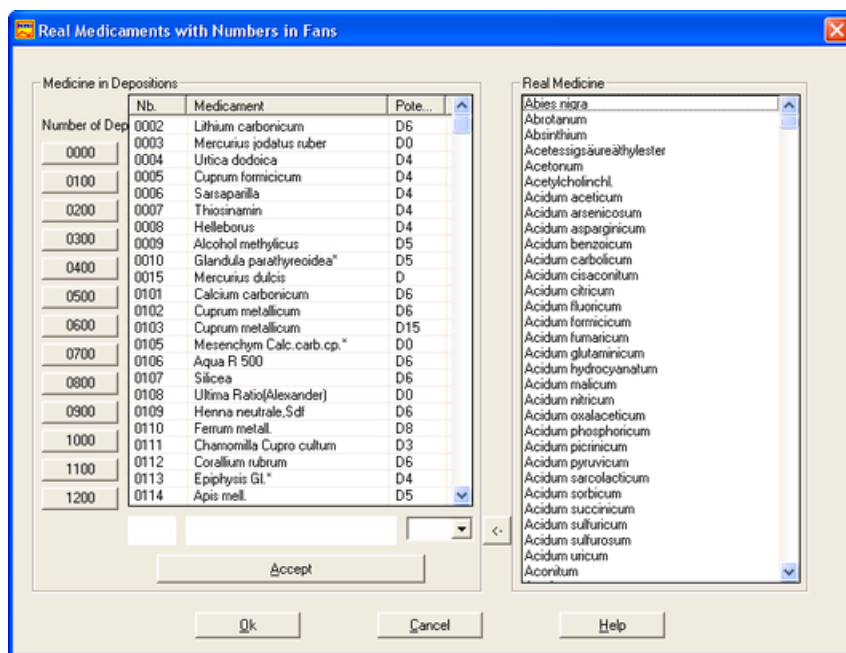 Real Medicaments with Numbers in Fans
Medicine in Depositions
Number of Dep
0000
0100
0200
0300
0400
0500
0600
0700
0800
0900
1000
1100
1200
Nb. Medicament Pote...
0002 Lithium carbonicum D6
0003 Mercurius jodatus ruber D0
0004 Urtica dodoica D4
0005 Cuprum formicicum D4
0006 Sarsaparilla D4
0007 Thiosinamin D4
0008 Helleborus D4
0009 Alcohol methylicus D5
0010 Glandula parathyreoidea" D5
0015 Mercurius dulcis D
0101 Calcium carbonicum D6
0102 Cuprum metallicum D6
0103 Cuprum metallicum D15
0105 Mesenchym Calc.carb.cp.* D0
0106 Aqua R 500 D6
0107 Silicea D6
0108 Ultima Ratio(Alexander) D0
0109 Henna neutrale,Sdf D6
0110 Ferrum metall. D8
0111 Chamomilla Cupro cultum D3
0112 Corallium rubrum D6
0113 Epiphysis Gl.* D4
0114 Apis mell. D5
<-
Accept
Real Medicine
Abies nigra
Abrotanum
Absinthium
Acetessigsäureäthylester
Acetonum
Acetylcholinchl.
Acidum aceticum
Acidum arsenicosum
Acidum asparginicum
Acidum benzoicum
Acidum carbolicum
Acidum cisaconitum
Acidum citricum
Acidum fluoricum
Acidum formicicum
Acidum fumaricum
Acidum glutaminicum
Acidum hydrocyanatum
Acidum malicum
Acidum nitricum
Acidum oxalaceticum
Acidum phosphoricum
Acidum picrinicum
Acidum pyruvicum
Acidum sarcolacticum
Acidum sorbicum
Acidum succinicum
Acidum sulfuricum
Acidum sulfurosum
Acidum uricum
Aconitum
Ok
Cancel
Help